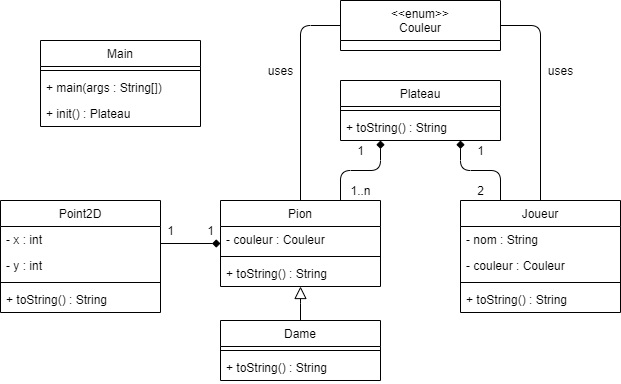 <<enum>>
Couleur
Main
+ main(args : String[])
+ init() : Plateau
uses
uses
Plateau
+ toString() : String
1
1
1..n
2
Point2D
- x : int
- y : int
+ toString() : String
1
1
Pion
- couleur : Couleur
+ toString() : String
Joueur
- nom : String
- couleur : Couleur
+ toString() : String
Dame
+ toString() : String